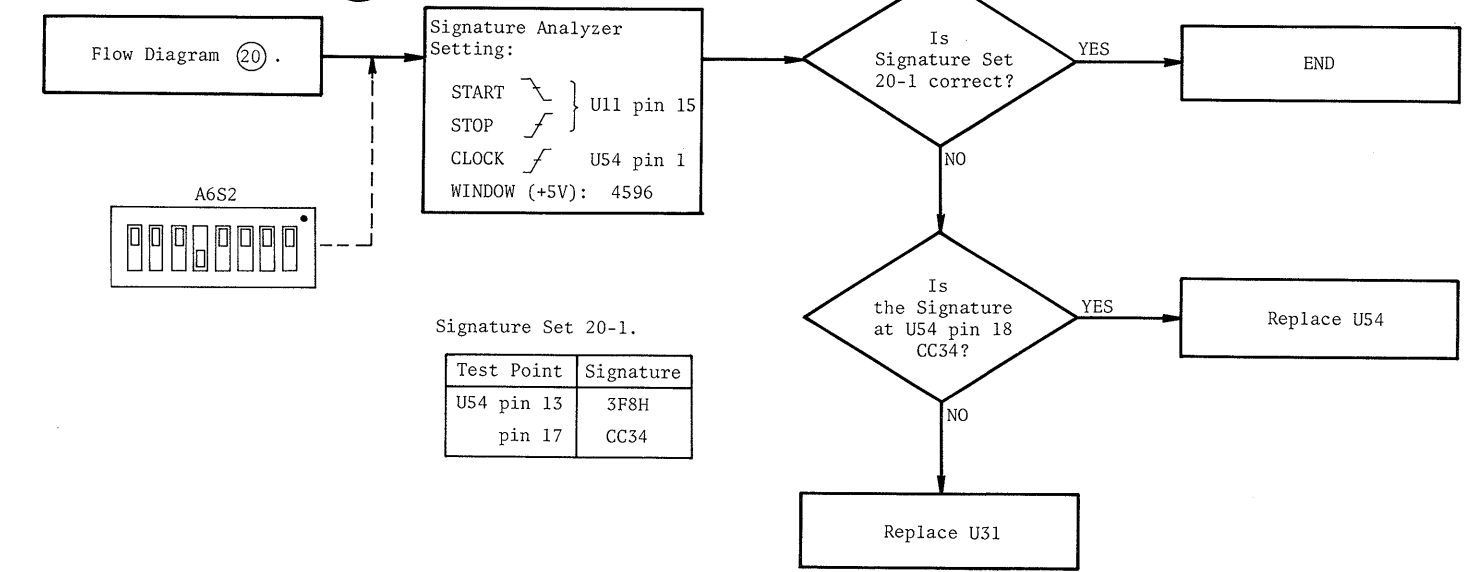 Flow Diagram 20 .
Signature Analyzer
Setting:
START
STOP
U11 pin 15
CLOCK U54 pin 1
WINDOW (+5V): 4596
Is
Signature Set
20-1 correct?
YES
END
NO
A6S2
Is
the Signature
at U54 pin 18
CC34?
YES
Replace U54
NO
Replace U31
Signature Set 20-1.
Test Point Signature
U54 pin 13 3F8H
pin 17 CC34